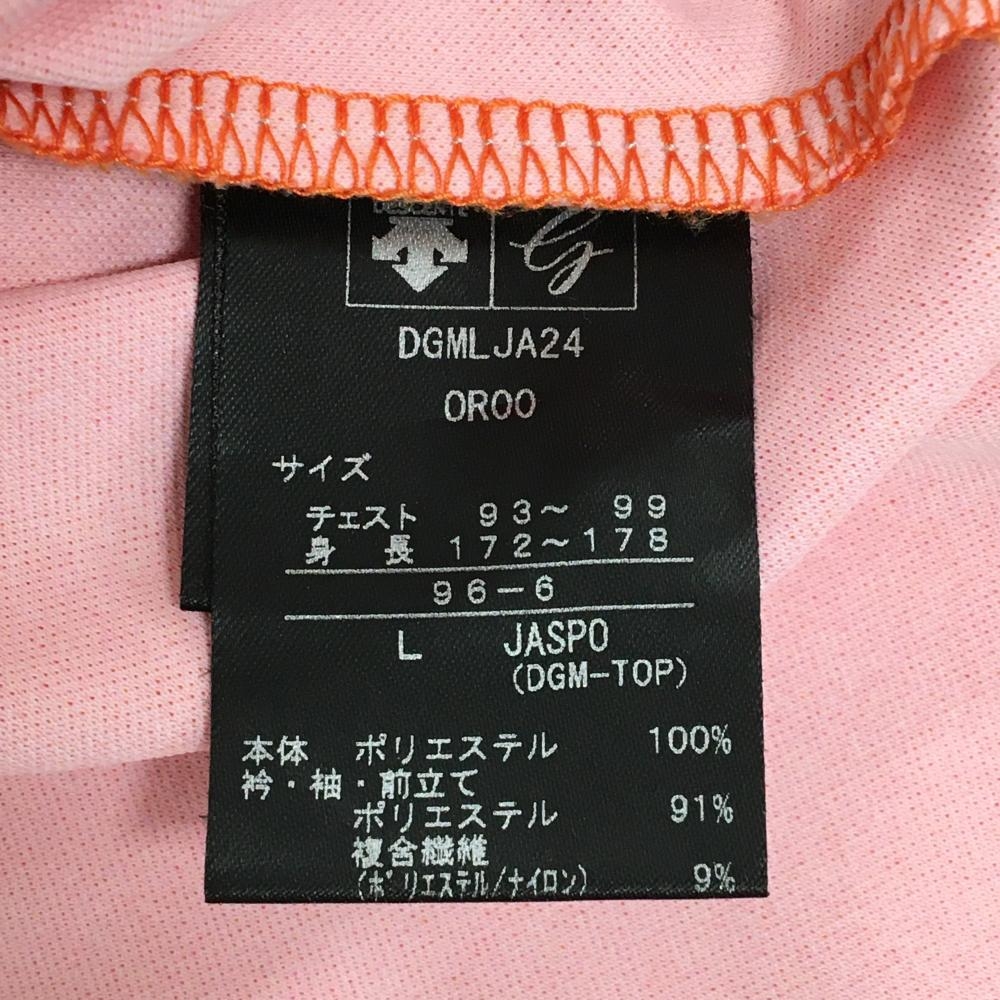 DGMLJA24
OR00
サイズ
チェスト 93~ 99
身 長 172~178
96-6
L JASPO
(DGM-TOP)
本体 ポリエステル 100%
衿・袖・前立て
ポリエステル 91%
複合繊維
(ポリエステル/ナイロン) 9%